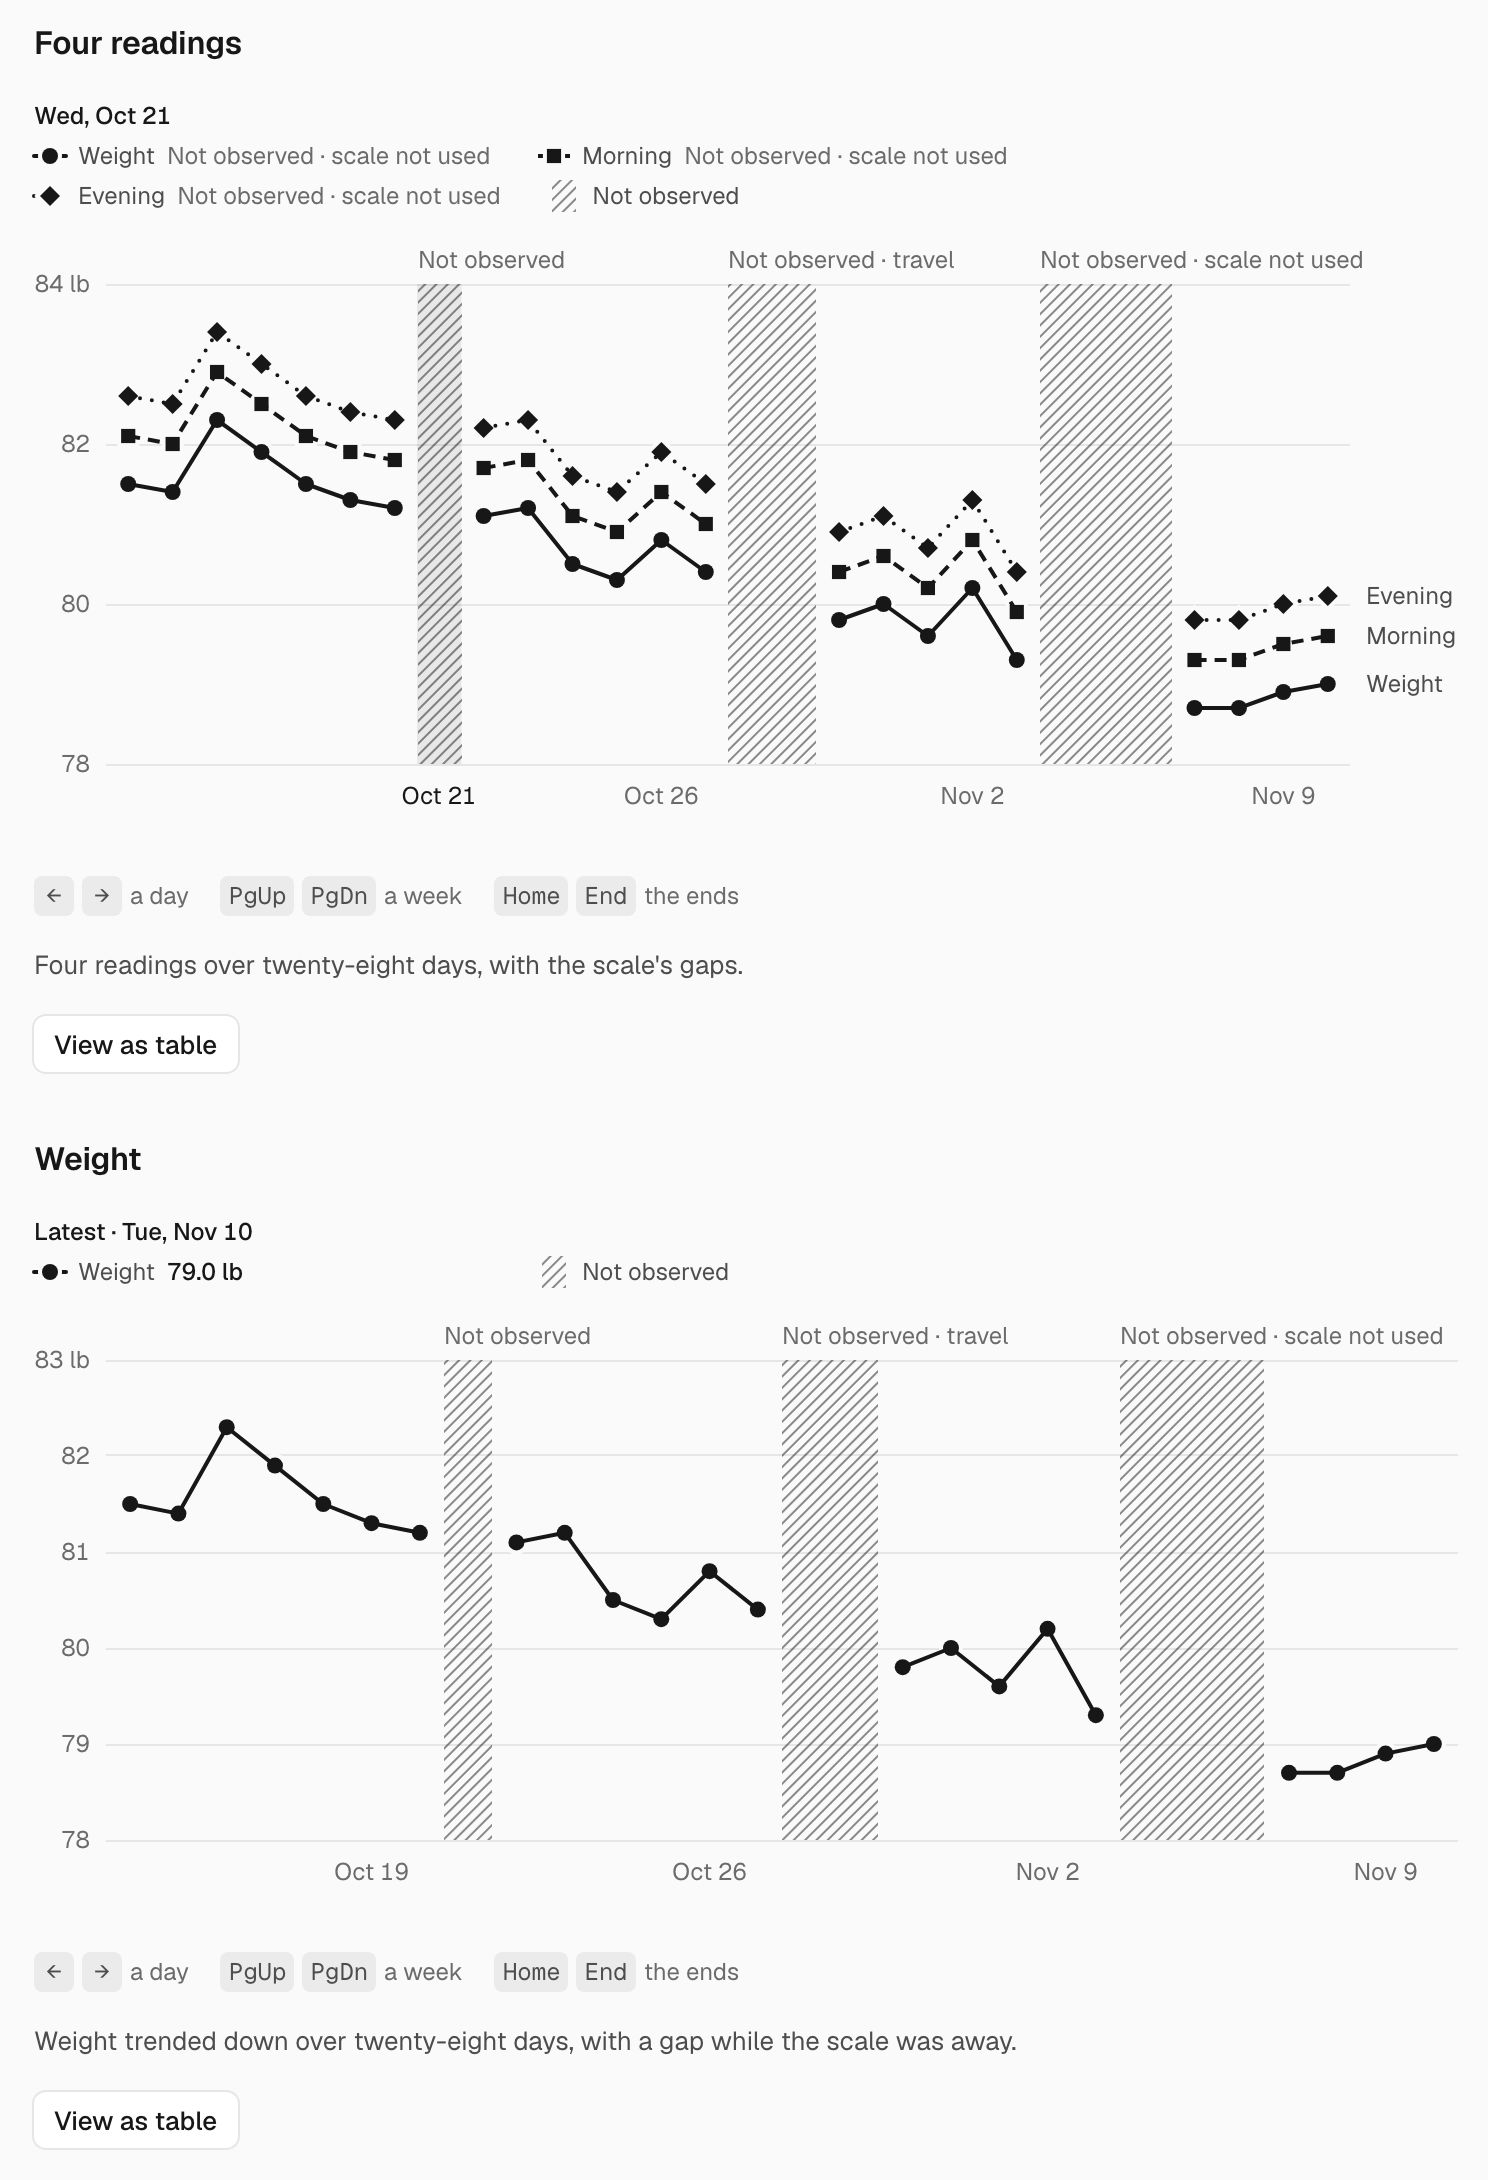 Four readings
Wed, Oct 21
Weight Not observed · scale not used
Morning Not observed · scale not used
Evening Not observed · scale not used
Not observed
Not observed
Not observed · travel
Not observed · scale not used
84 lb
82
80
78
Evening
Morning
Weight
Oct 21
Oct 26
Nov 2
Nov 9
← → a day PgUp PgDn a week Home End the ends
Four readings over twenty-eight days, with the scale's gaps.
View as table
Weight
Latest · Tue, Nov 10
Weight 79.0 lb
Not observed
Not observed
Not observed · travel
Not observed · scale not used
83 lb
82
81
80
79
78
Oct 19
Oct 26
Nov 2
Nov 9
← → a day PgUp PgDn a week Home End the ends
Weight trended down over twenty-eight days, with a gap while the scale was away.
View as table